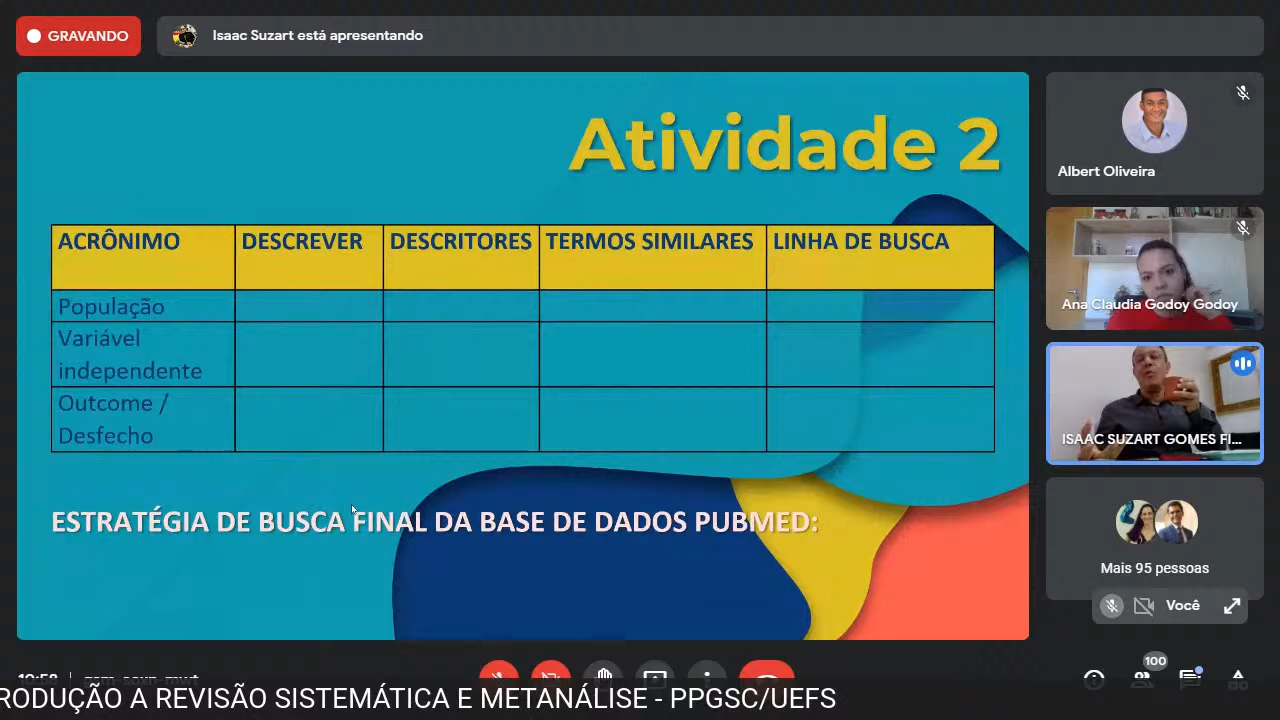 GRAVANDO
Isaac Suzart está apresentando
Atividade 2
ACRÔNIMO DESCREVER DESCRITORES TERMOS SIMILARES LINHA DE BUSCA
População
Variável
independente
Outcome /
Desfecho
ESTRATÉGIA DE BUSCA FINAL DA BASE DE DADOS PUBMED:
Albert Oliveira
Ana Claudia Godoy Godoy
ISAAC SUZART GOMES FI...
Mais 95 pessoas
Você
100
RODUÇÃO A REVISÃO SISTEMÁTICA E METANÁLISE - PPGSC/UEFS